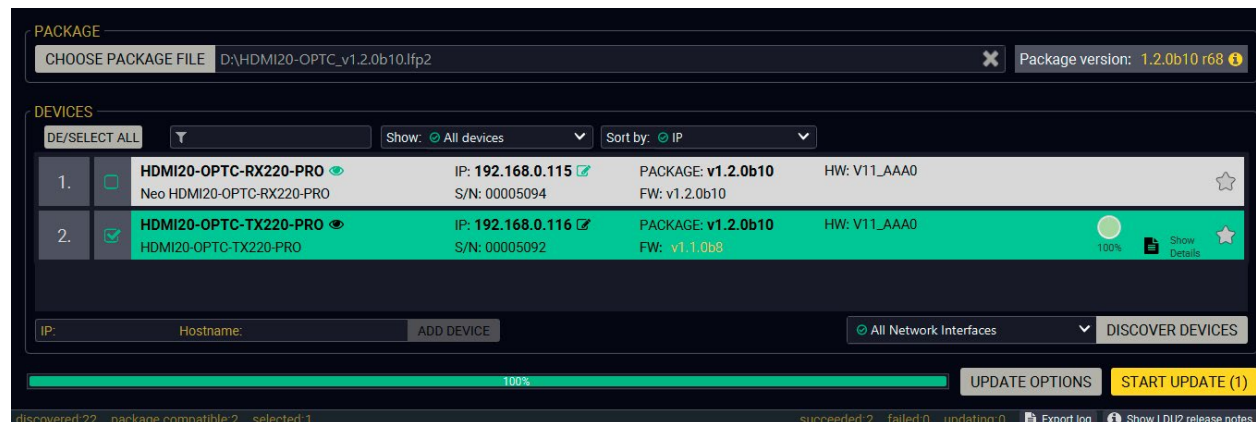 PACKAGE
CHOOSE PACKAGE FILE D:\HDMI20-OPTC_v1.2.0b10.lfp2 Package version: 1.2.0b10 r68
DEVICES
DE/SELECT ALL Show: All devices Sort by: IP
1. HDMI20-OPTC-RX220-PRO IP: 192.168.0.115 PACKAGE: v1.2.0b10 HW: V11_AAA0
Neo HDMI20-OPTC-RX220-PRO S/N: 00005094 FW: v1.2.0b10
2. HDMI20-OPTC-TX220-PRO IP: 192.168.0.116 PACKAGE: v1.2.0b10 HW: V11_AAA0
HDMI20-OPTC-TX220-PRO S/N: 00005092 FW: v1.1.0b8 100% Show Details
IP: Hostname: ADD DEVICE All Network Interfaces DISCOVER DEVICES
100% UPDATE OPTIONS START UPDATE (1)
discovered:22 package compatible:2 selected:1 succeeded:2 failed:0 updating:0 Export log Show LDU2 release notes